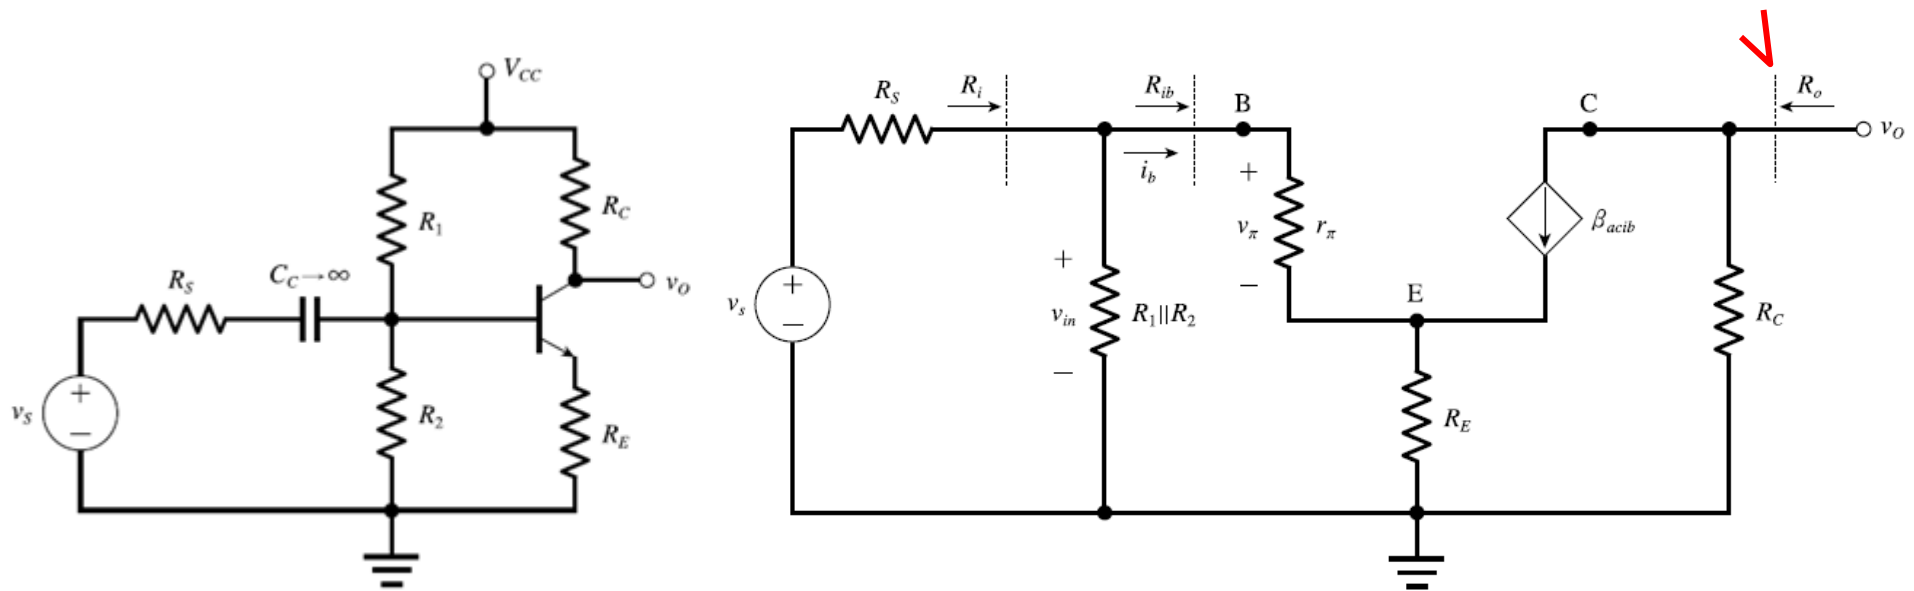 V_CC
R_1
R_C
R_S
C_C→∞
v_O
+
−
v_S
R_2
R_E
R_S
R_i
R_ib
B
i_b
+
v_π
−
r_π
E
C
β_acib
R_o
v_O
+
−
v_s
+
v_in
−
R_1||R_2
R_E
R_C